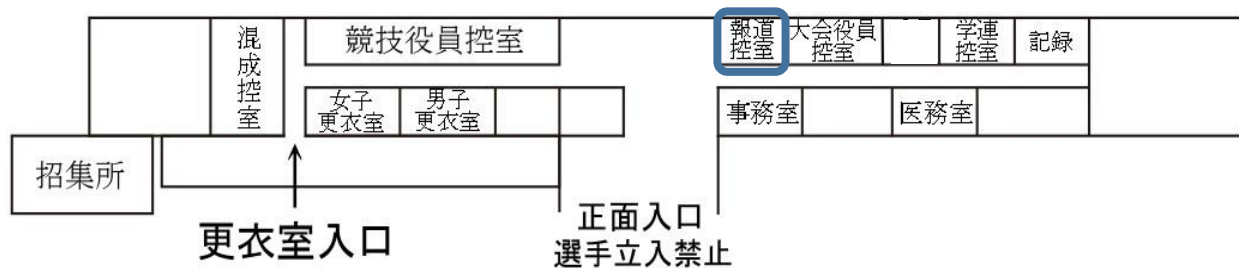 混成控室
競技役員控室
報道
控室
大会役員
控室
学連
控室
記録
女子
更衣室
男子
更衣室
事務室
医務室
招集所
更衣室入口
正面入口
選手立入禁止